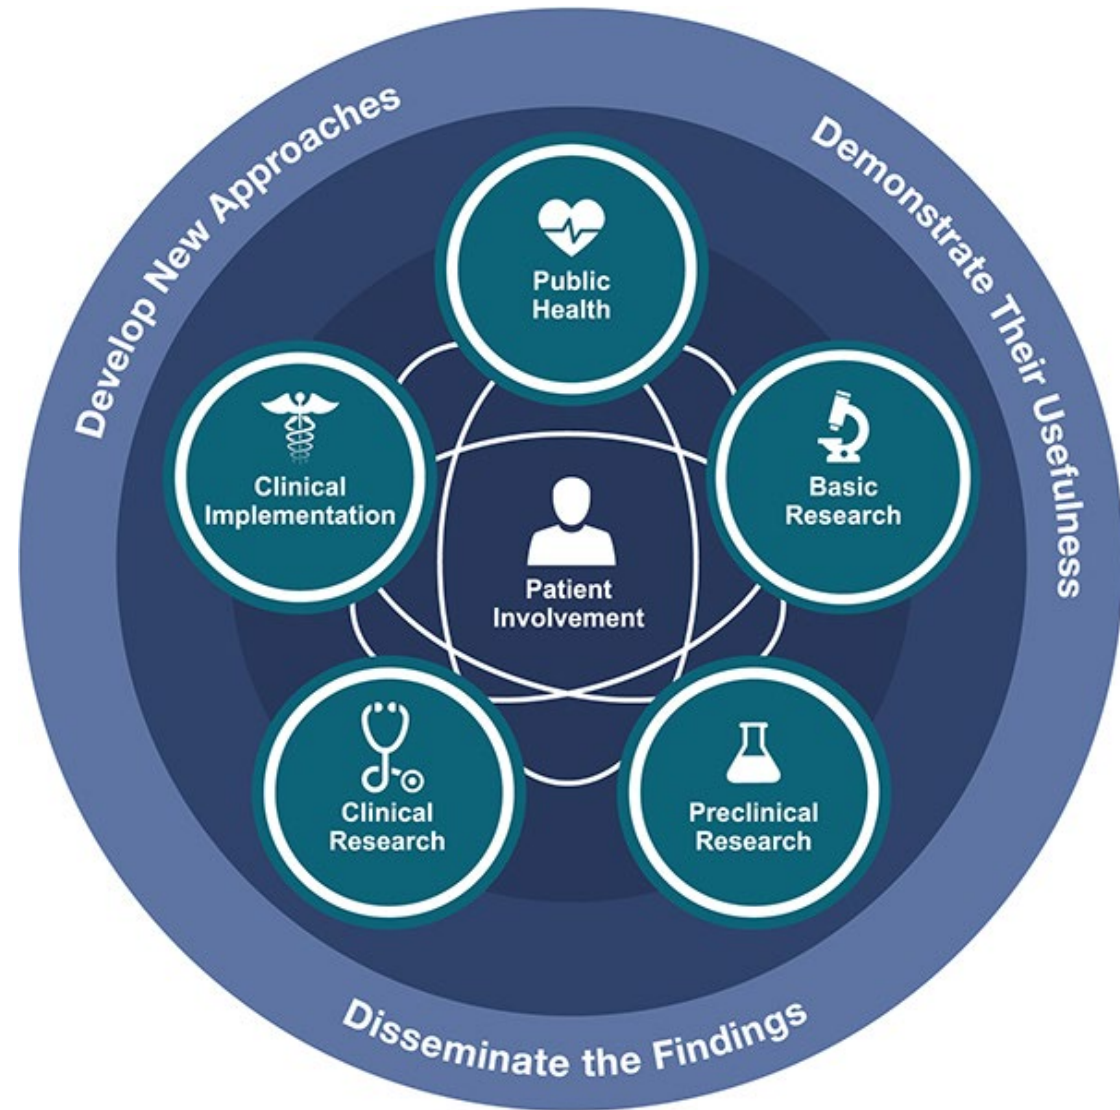 Develop New Approaches
Demonstrate Their Usefulness
Public
Health
Clinical
Implementation
Basic
Research
Patient
Involvement
Clinical
Research
Preclinical
Research
Disseminate the Findings